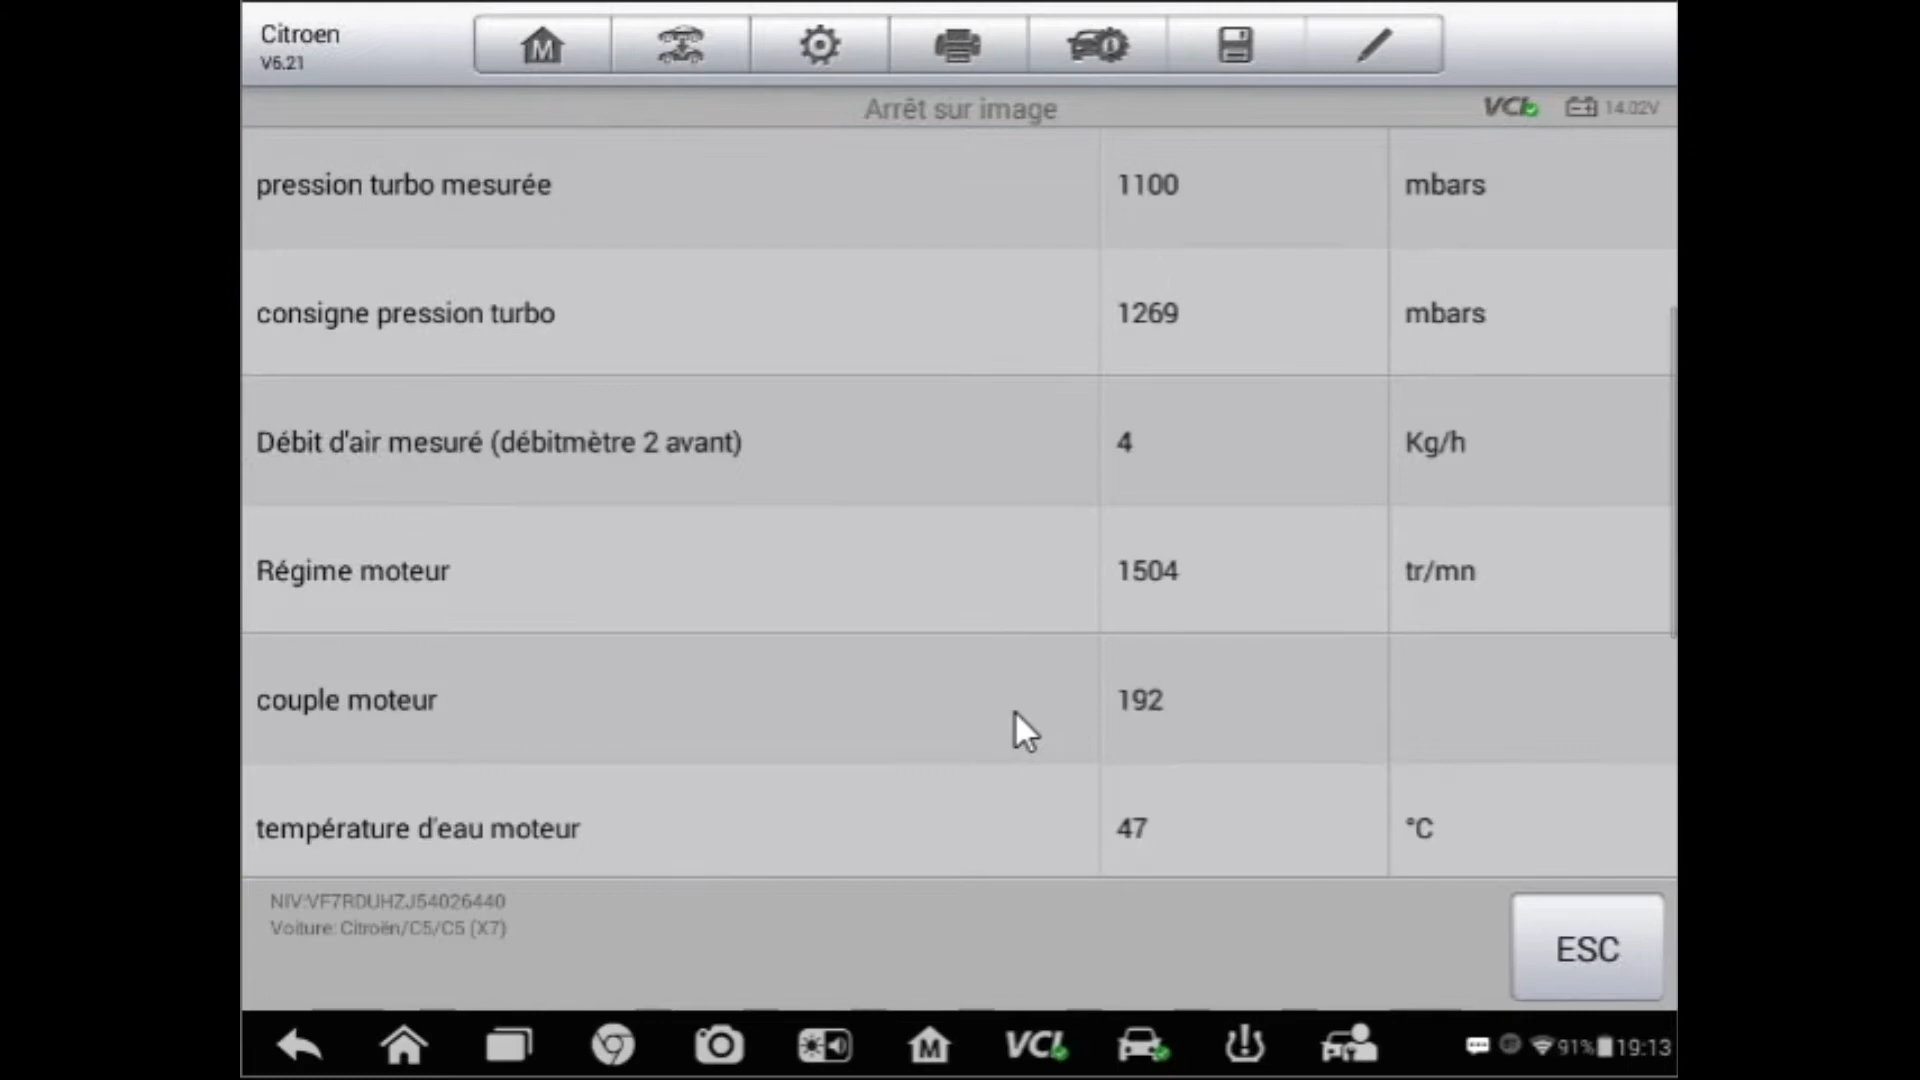 Citroen
V6.21
Arrêt sur image
VCI
14.02V
pression turbo mesurée 1100 mbars
consigne pression turbo 1269 mbars
Débit d'air mesuré (débitmètre 2 avant) 4 Kg/h
Régime moteur 1504 tr/mn
couple moteur 192
température d'eau moteur 47 °C
NIV:VF7RDUHZJ54026440
Voiture: Citroën/C5/C5 (X7)
ESC
M VCI 91% 19:13